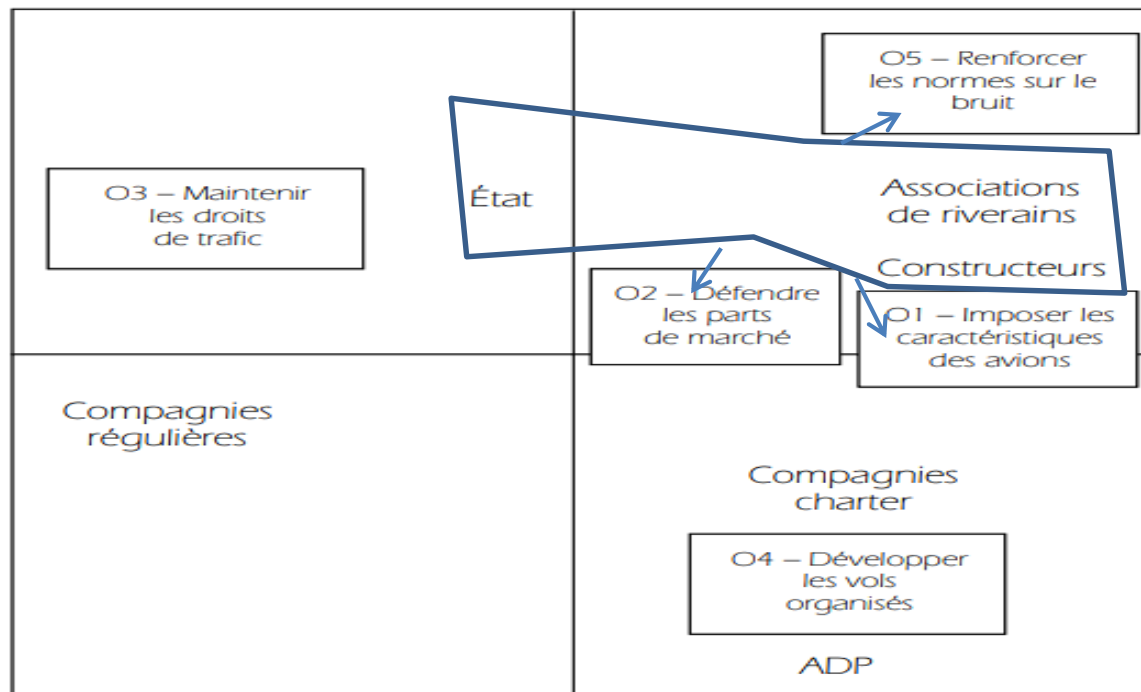 O5 – Renforcer
les normes sur le
bruit
O3 – Maintenir
les droits
de trafic
État
Associations
de riverains
Constructeurs
O2 – Défendre
les parts
de marché
O1 – Imposer les
caractéristiques
des avions
Compagnies
régulières
Compagnies
charter
O4 – Développer
les vols
organisés
ADP